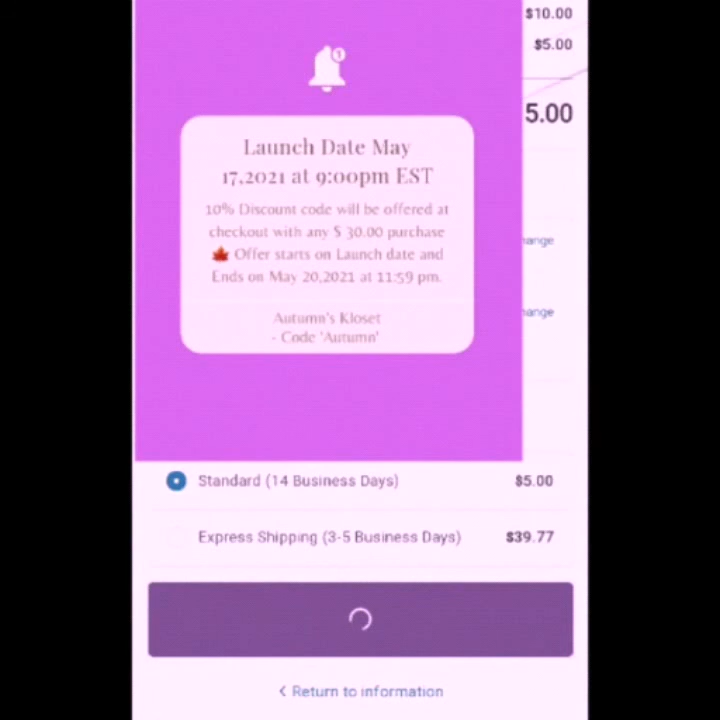 $10.00
$5.00
5.00
1
Launch Date May
17,2021 at 9:00pm EST
10% Discount code will be offered at
checkout with any $ 30.00 purchase
🍁 Offer starts on Launch date and
Ends on May 20,2021 at 11:59 pm.
hange
hange
Autumn's Kloset
- Code 'Autumn'
Standard (14 Business Days) $5.00
Express Shipping (3-5 Business Days) $39.77
< Return to information